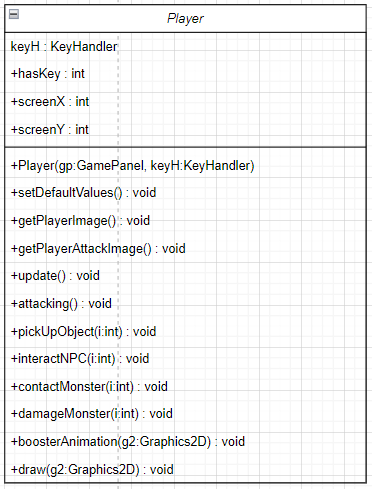 Player
keyH : KeyHandler
+hasKey : int
+screenX : int
+screenY : int
+Player(gp:GamePanel, keyH:KeyHandler)
+setDefaultValues() : void
+getPlayerImage() : void
+getPlayerAttackImage() : void
+update() : void
+attacking() : void
+pickUpObject(i:int) : void
+interactNPC(i:int) : void
+contactMonster(i:int) : void
+damageMonster(i:int) : void
+boosterAnimation(g2:Graphics2D) : void
+draw(g2:Graphics2D) : void